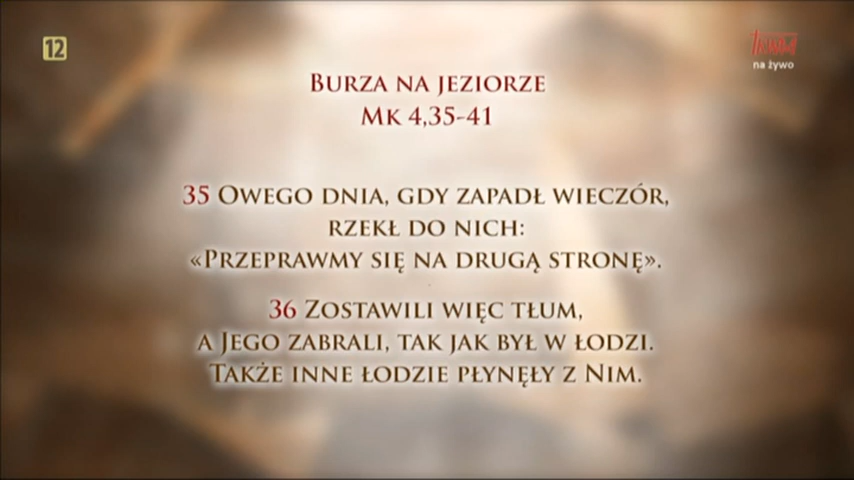 12
TRWAM
na żywo
Burza na jeziorze
Mk 4,35-41
35 Owego dnia, gdy zapadł wieczór,
rzekł do nich:
«Przeprawmy się na drugą stronę».
36 Zostawili więc tłum,
a Jego zabrali, tak jak był w łodzi.
Także inne łodzie płynęły z Nim.